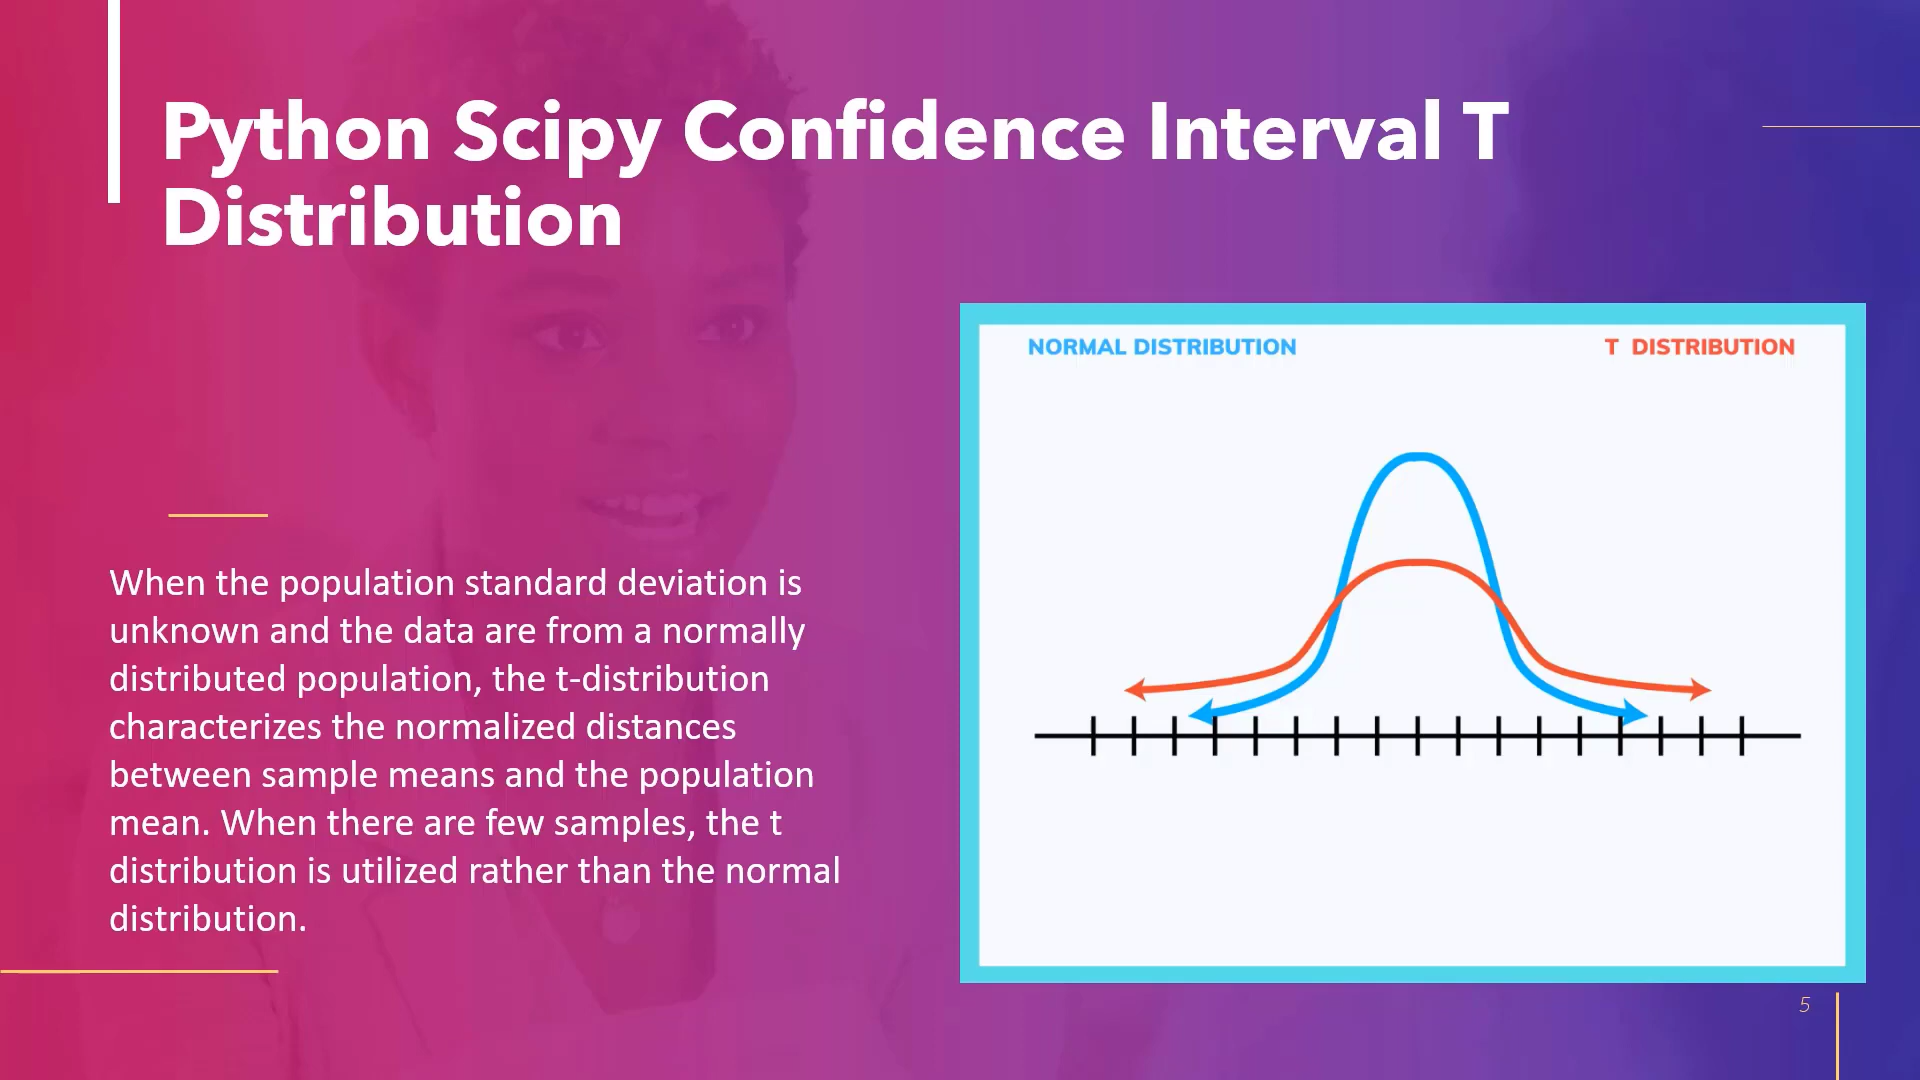 Python Scipy Confidence Interval T
Distribution
When the population standard deviation is
unknown and the data are from a normally
distributed population, the t-distribution
characterizes the normalized distances
between sample means and the population
mean. When there are few samples, the t
distribution is utilized rather than the normal
distribution.
NORMAL DISTRIBUTION
T DISTRIBUTION
5